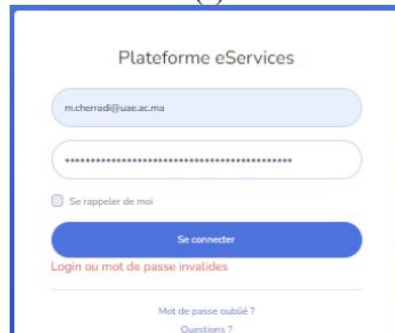 Plateforme eServices
m.cherradi@uae.ac.ma
Se rappeler de moi
Se connecter
Login ou mot de passe invalides
Mot de passe oublié ?
Questions ?